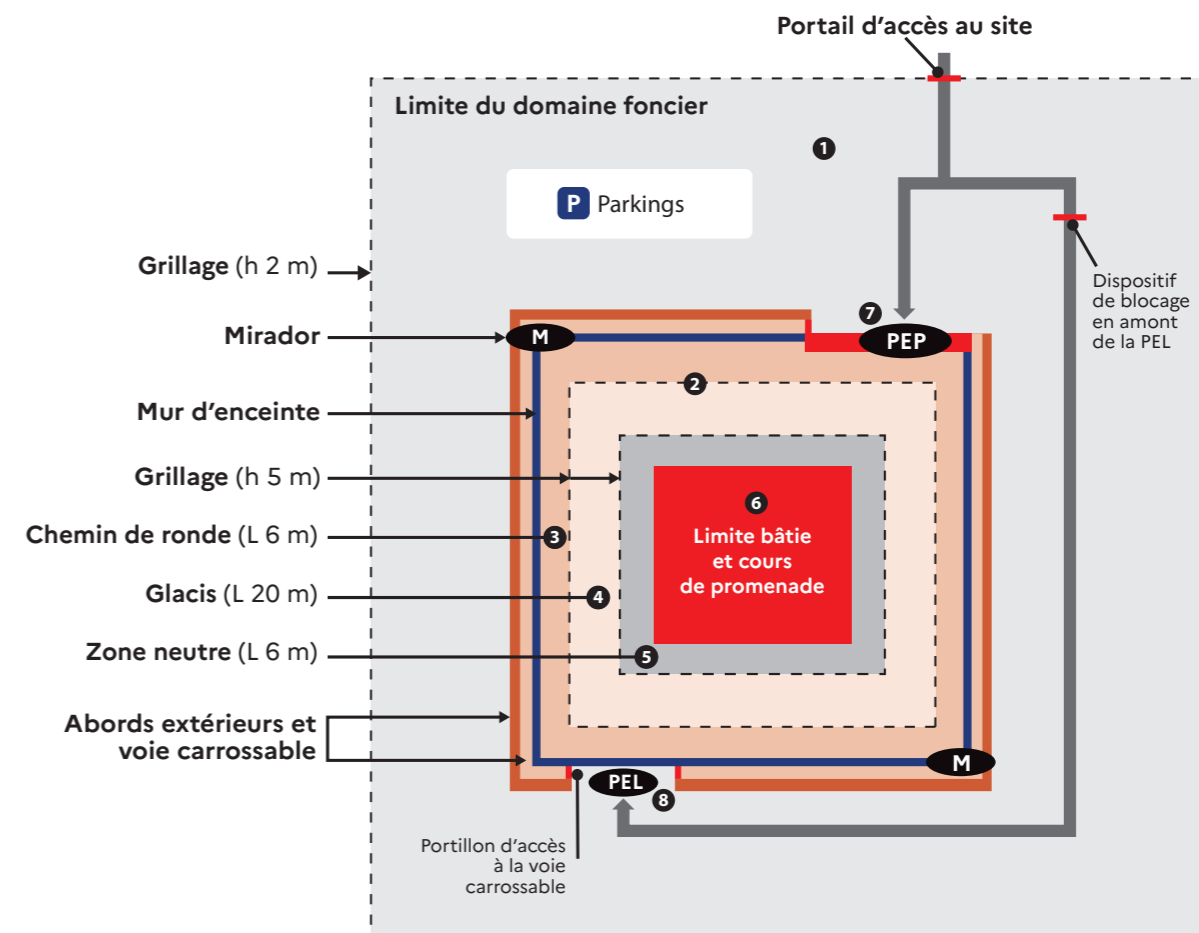 Portail d'accès au site
Limite du domaine foncier
1
P Parkings
Grillage (h 2 m)
Dispositif
de blocage
en amont
de la PEL
7
Mirador
M
PEP
2
Mur d'enceinte
Grillage (h 5 m)
6
Limite bâtie
et cours
de promenade
Chemin de ronde (L 6 m)
3
Glacis (L 20 m)
4
Zone neutre (L 6 m)
5
Abords extérieurs et
voie carrossable
M
PEL
8
Portillon d'accès
à la voie
carrossable